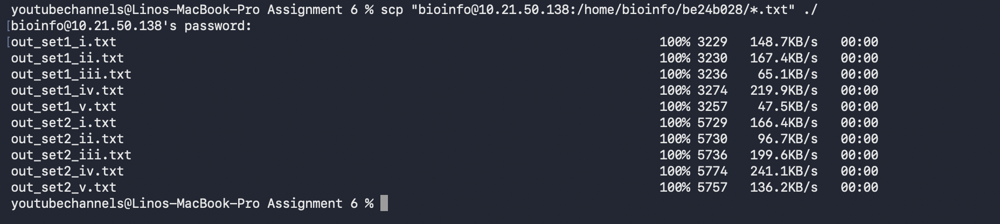 youtubechannels@Linos-MacBook-Pro Assignment 6 % scp "bioinfo@10.21.50.138:/home/bioinfo/be24b028/*.txt" ./
[bioinfo@10.21.50.138's password:
[out_set1_i.txt 100% 3229 148.7KB/s 00:00
out_set1_ii.txt 100% 3230 167.4KB/s 00:00
out_set1_iii.txt 100% 3236 65.1KB/s 00:00
out_set1_iv.txt 100% 3274 219.9KB/s 00:00
out_set1_v.txt 100% 3257 47.5KB/s 00:00
out_set2_i.txt 100% 5729 166.4KB/s 00:00
out_set2_ii.txt 100% 5730 96.7KB/s 00:00
out_set2_iii.txt 100% 5736 199.6KB/s 00:00
out_set2_iv.txt 100% 5774 241.1KB/s 00:00
out_set2_v.txt 100% 5757 136.2KB/s 00:00
youtubechannels@Linos-MacBook-Pro Assignment 6 %